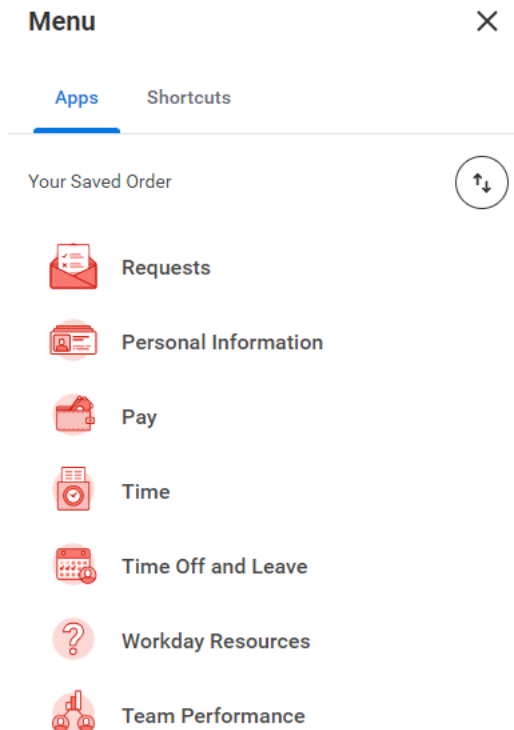 Menu
Apps
Shortcuts
Your Saved Order
Requests
Personal Information
Pay
Time
Time Off and Leave
Workday Resources
Team Performance